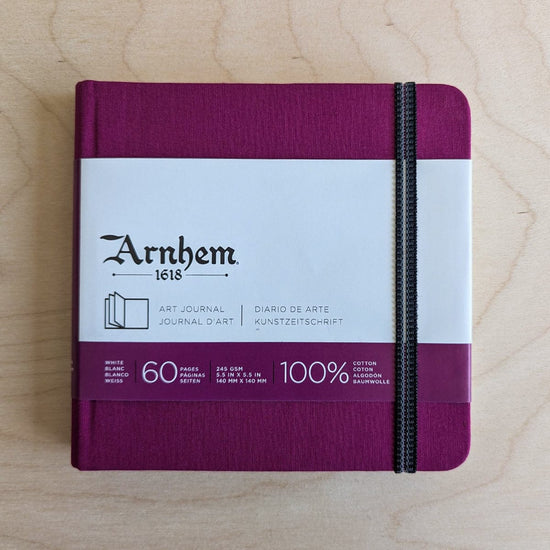 Arnhem
1618
ART JOURNAL
JOURNAL D'ART
DIARIO DE ARTE
KUNSTZEITSCHRIFT
WHITE
BLANC
BLANCO
WEISS
60
PAGES
PÁGINAS
SEITEN
245 GSM
5.5 IN X 5.5 IN
140 MM X 140 MM
100%
COTTON
COTON
ALGODÓN
BAUMWOLLE